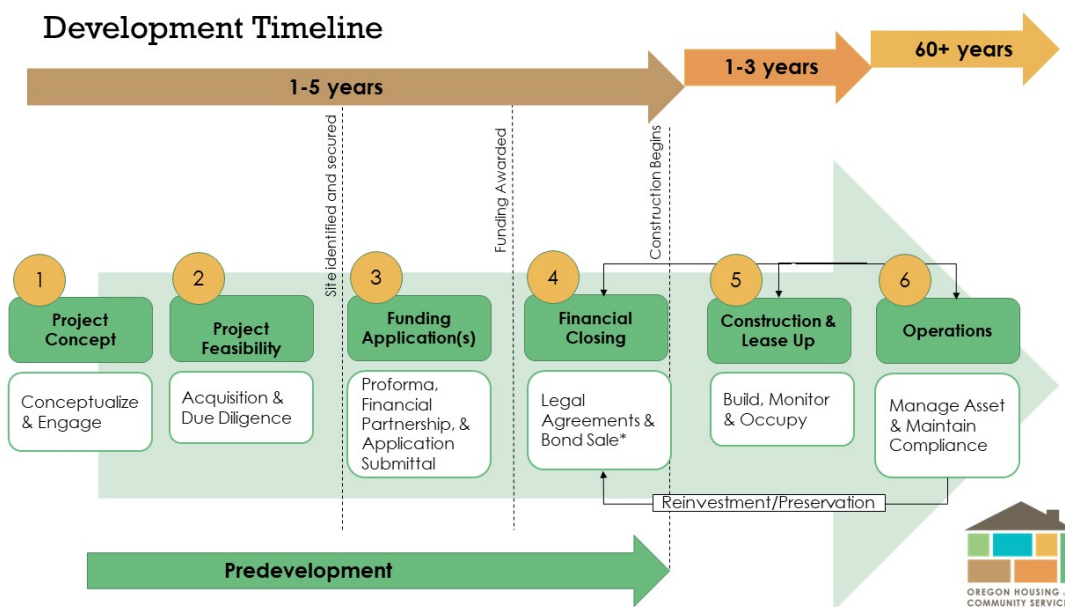 Development Timeline
1-5 years
1-3 years
60+ years
Site identified and secured
Funding Awarded
Construction Begins
1
Project
Concept
Conceptualize
& Engage
2
Project
Feasibility
Acquisition &
Due Diligence
3
Funding
Application(s)
Proforma,
Financial
Partnership, &
Application
Submittal
4
Financial
Closing
Legal
Agreements &
Bond Sale*
5
Construction &
Lease Up
Build, Monitor
& Occupy
6
Operations
Manage Asset
& Maintain
Compliance
Reinvestment/Preservation
Predevelopment
OREGON HOUSING
COMMUNITY SERVIC